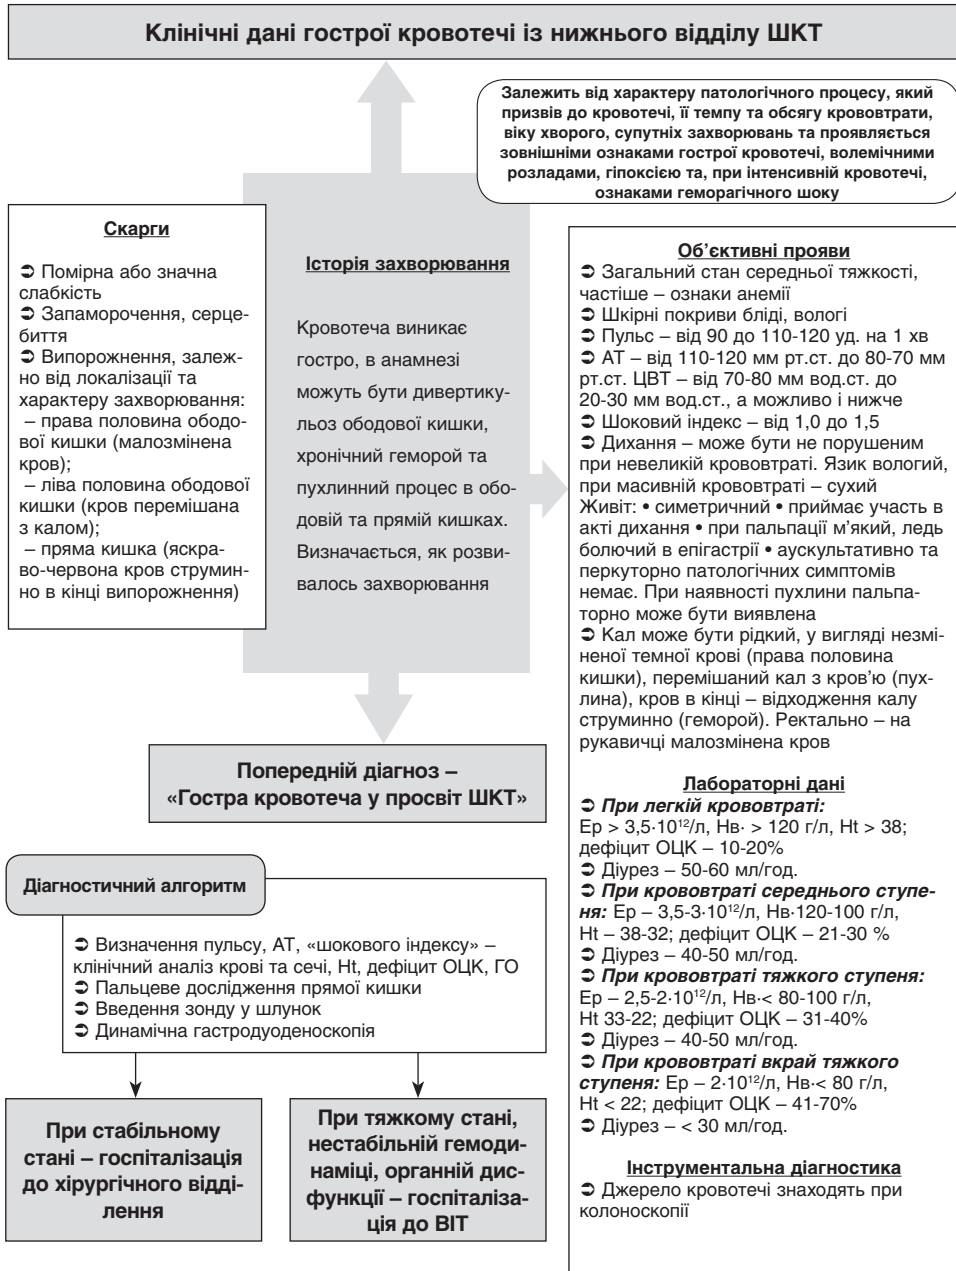 Клінічні дані гострої кровотечі із нижнього відділу ШКТ
Залежить від характеру патологічного процесу, який
призвів до кровотечі, її темпу та обсягу крововтрати,
віку хворого, супутніх захворювань та проявляється
зовнішніми ознаками гострої кровотечі, волемічними
розладами, гіпоксією та, при інтенсивній кровотечі,
ознаками геморагічного шоку
Скарги
➲ Помірна або значна
слабкість
➲ Запаморочення, серце-
биття
➲ Випорожнення, залеж-
но від локалізації та
характеру захворювання:
– права половина ободо-
вої кишки (малозмінена
кров);
– ліва половина ободової
кишки (кров перемішана
з калом);
– пряма кишка (яскра-
во-червона кров струмин-
но в кінці випорожнення)
Історія захворювання
Кровотеча виникає
гостро, в анамнезі
можуть бути дивертику-
льоз ободової кишки,
хронічний геморой та
пухлинний процес в обо-
довій та прямій кишках.
Визначається, як розви-
валось захворювання
Об’єктивні прояви
➲ Загальний стан середньої тяжкості,
частіше – ознаки анемії
➲ Шкірні покриви бліді, вологі
➲ Пульс – від 90 до 110-120 уд. на 1 хв
➲ АТ – від 110-120 мм рт.ст. до 80-70 мм
рт.ст. ЦВТ – від 70-80 мм вод.ст. до
20-30 мм вод.ст., а можливо і нижче
➲ Шоковий індекс – від 1,0 до 1,5
➲ Дихання – може бути не порушеним
при невеликій крововтраті. Язик вологий,
при масивній крововтраті – сухий
Живіт: • симетричний • приймає участь в
акті дихання • при пальпації м’який, ледь
болючий в епігастрії • аускультативно та
перкуторно патологічних симптомів
немає. При наявності пухлини пальпа-
торно може бути виявлена
➲ Кал може бути рідкий, у вигляді незмі-
неної темної крові (права половина
кишки), перемішаний кал з кров’ю (пух-
лина), кров в кінці – відходження калу
струминно (геморой). Ректально – на
рукавичці малозмінена кров
Лабораторні дані
➲ При легкій крововтраті:
Ер > 3,5·10¹²/л, Нв· > 120 г/л, Ht > 38;
дефіцит ОЦК – 10-20%
➲ Діурез – 50-60 мл/год.
➲ При крововтраті середнього ступе-
ня: Ер – 3,5-3·10¹²/л, Нв·120-100 г/л,
Ht – 38-32; дефіцит ОЦК – 21-30 %
➲ Діурез – 40-50 мл/год.
➲ При крововтраті тяжкого ступеня:
Ер – 2,5-2·10¹²/л, Нв·< 80-100 г/л,
Ht 33-22; дефіцит ОЦК – 31-40%
➲ Діурез – 40-50 мл/год.
➲ При крововтраті вкрай тяжкого
ступеня: Ер – 2·10¹²/л, Нв·< 80 г/л,
Ht < 22; дефіцит ОЦК – 41-70%
➲ Діурез – < 30 мл/год.
Інструментальна діагностика
➲ Джерело кровотечі знаходять при
колоноскопії
Попередній діагноз –
«Гостра кровотеча у просвіт ШКТ»
Діагностичний алгоритм
➲ Визначення пульсу, АТ, «шокового індексу» –
клінічний аналіз крові та сечі, Ht, дефіцит ОЦК, ГО
➲ Пальцеве дослідження прямої кишки
➲ Введення зонду у шлунок
➲ Динамічна гастродуоденоскопія
При стабільному
стані – госпіталізація
до хірургічного відді-
лення
При тяжкому стані,
нестабільній гемоди-
наміці, органній дис-
функції – госпіталіза-
ція до ВІТ